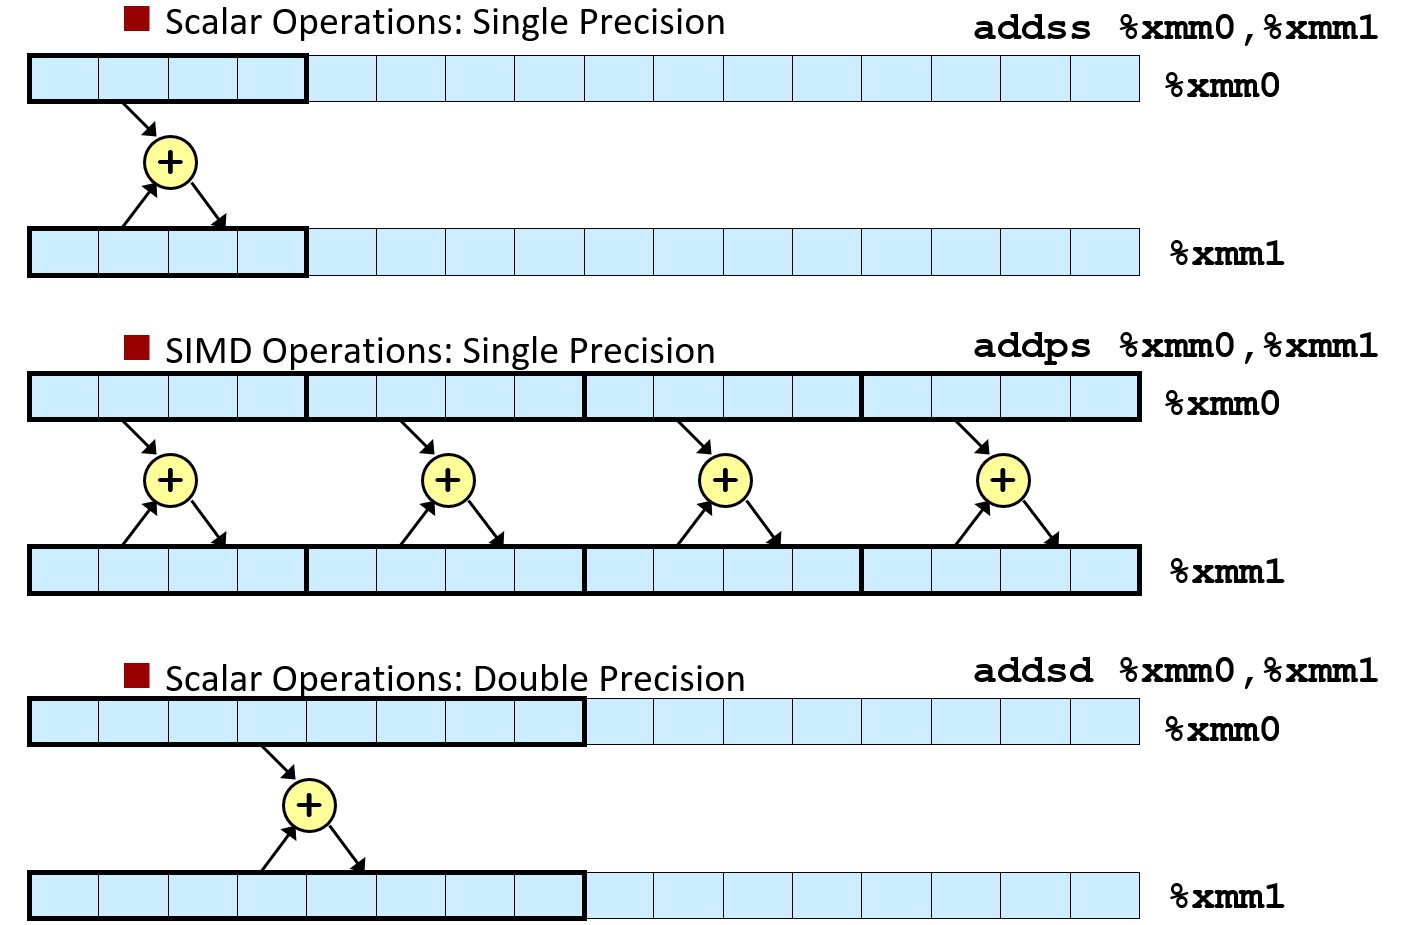 Scalar Operations: Single Precision
addss %xmm0,%xmm1
%xmm0
+
%xmm1
SIMD Operations: Single Precision
addps %xmm0,%xmm1
%xmm0
+ + + +
%xmm1
Scalar Operations: Double Precision
addsd %xmm0,%xmm1
%xmm0
+
%xmm1